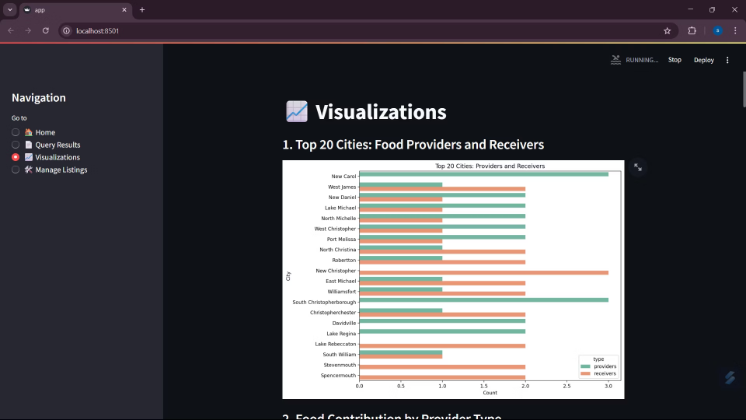 app
localhost:8501
RUNNING...
Stop
Deploy
Navigation
Go to
Home
Query Results
Visualizations
Manage Listings
Visualizations
1. Top 20 Cities: Food Providers and Receivers
Top 20 Cities: Providers and Receivers
New Carol
West James
New Daniel
Lake Michael
North Michelle
West Christopher
Port Melissa
North Christina
Robertton
New Christopher
East Michael
Williamsfort
South Christopherborough
Christopherchester
Davidville
Lake Regina
Lake Rebeccaton
South William
Stevenmouth
Spencermouth
City
0.0 0.5 1.0 1.5 2.0 2.5 3.0
Count
type
providers
receivers
2. Food Contribution by Provider Type